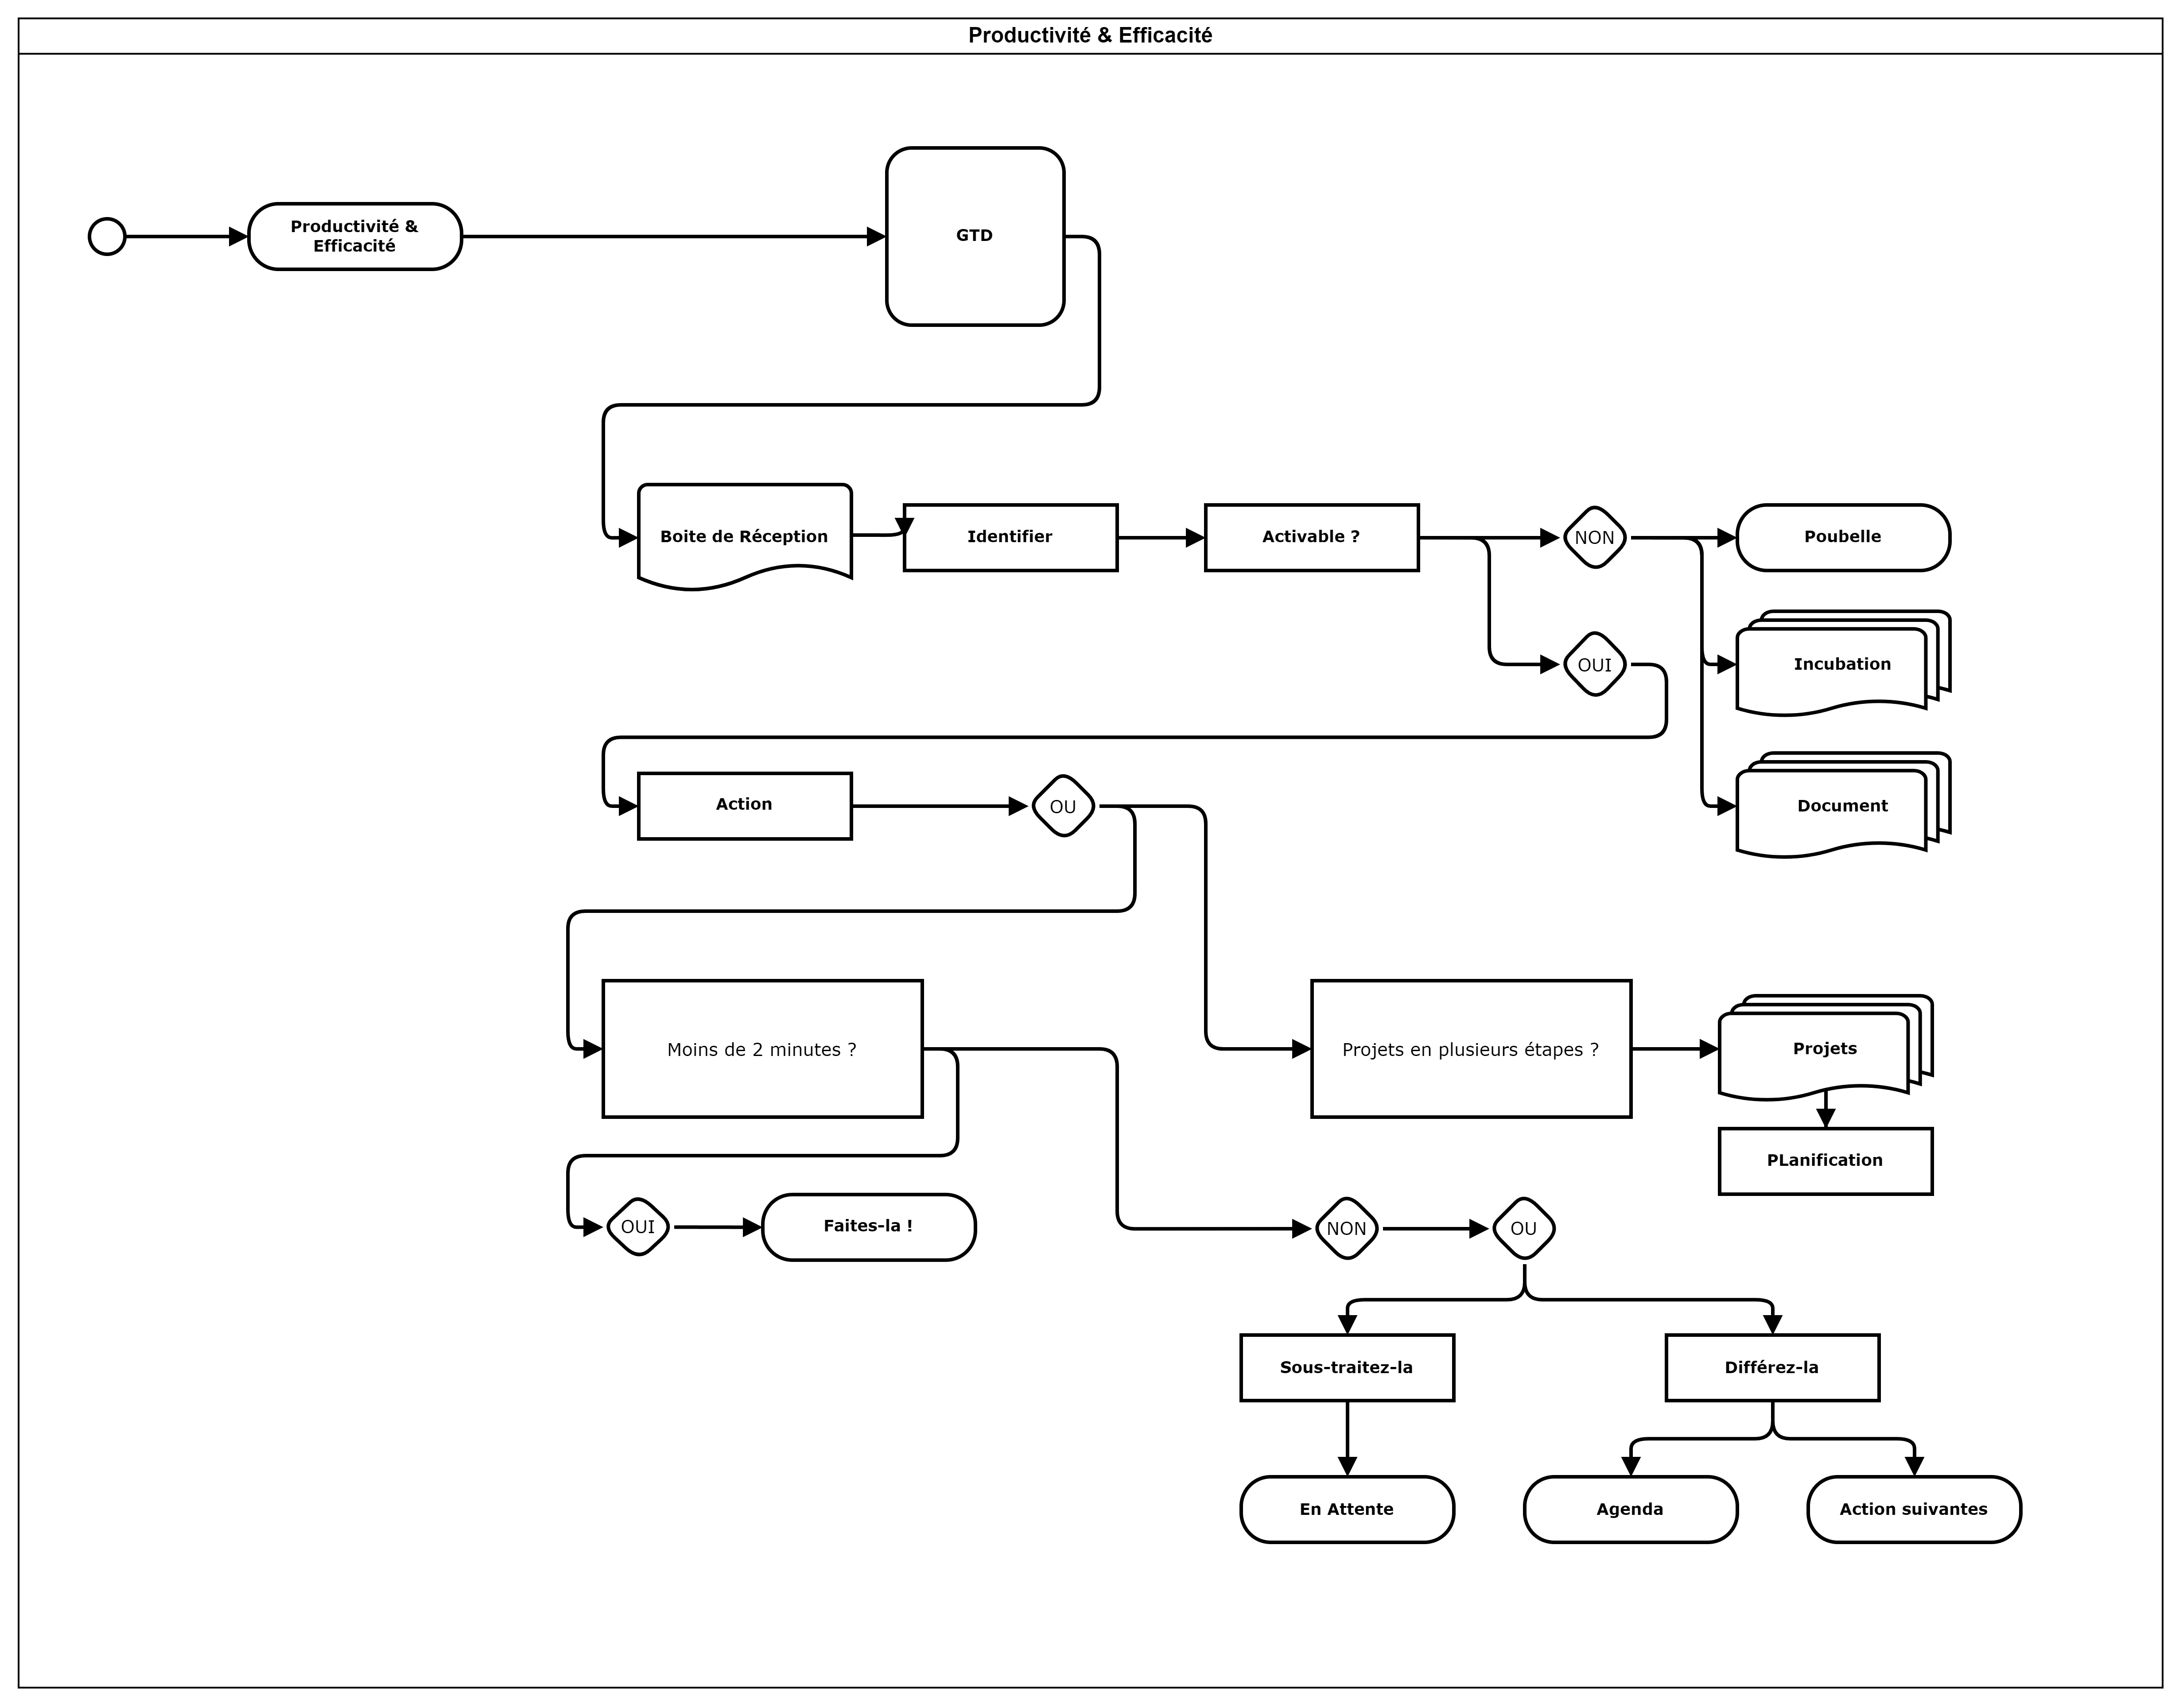 Productivité & Efficacité
Productivité &
Efficacité
GTD
Boite de Réception
Identifier
Activable ?
NON
Poubelle
OUI
Incubation
Action
OU
Document
Moins de 2 minutes ?
Projets en plusieurs étapes ?
Projets
PLanification
OUI
Faites-la !
NON
OU
Sous-traitez-la
Différez-la
En Attente
Agenda
Action suivantes